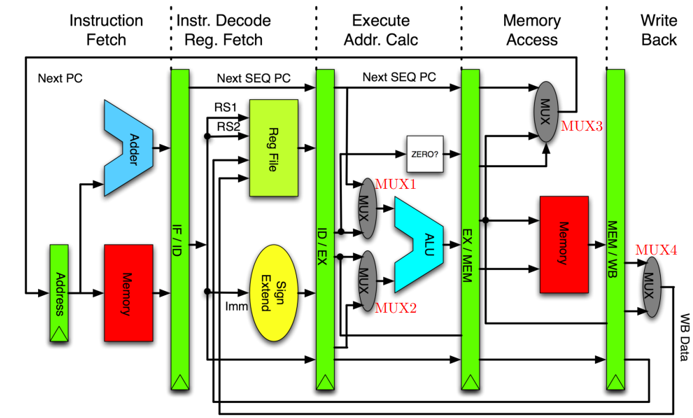 Instruction
Fetch
Instr. Decode
Reg. Fetch
Execute
Addr. Calc
Memory
Access
Write
Back
Next PC
Next SEQ PC
Next SEQ PC
RS1
RS2
Reg File
Adder
ZERO?
MUX
MUX3
MUX1
MUX
ALU
Memory
IF / ID
ID / EX
EX / MEM
MEM / WB
MUX4
MUX
Address
Memory
Sign
Extend
Imm
MUX
MUX2
WB Data